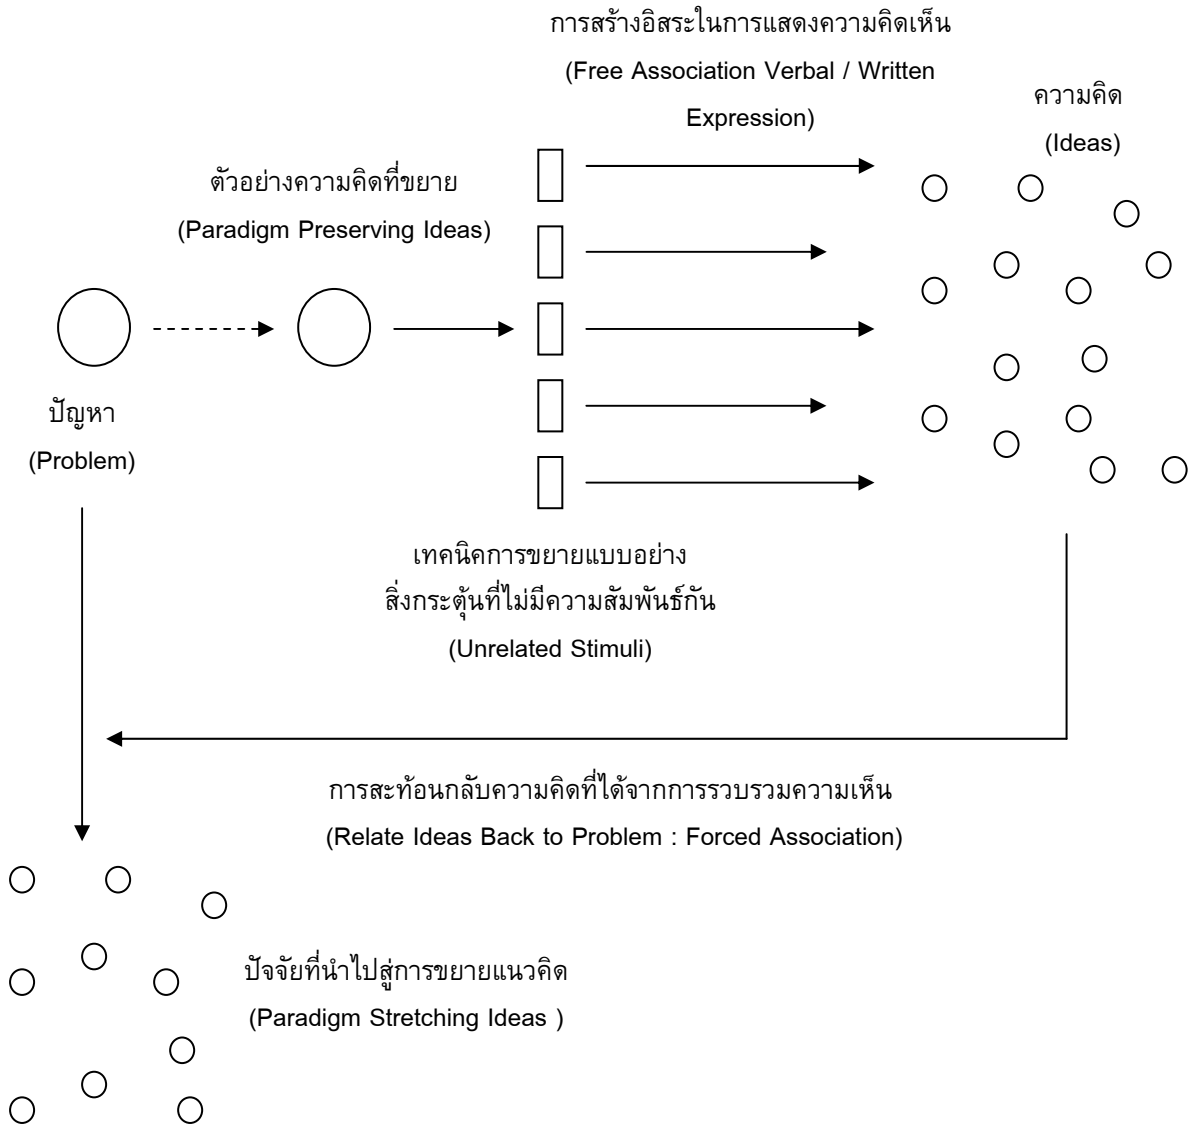 การสร้างอิสระในการแสดงความคิดเห็น
(Free Association Verbal / Written
Expression)
ความคิด
(Ideas)
ตัวอย่างความคิดที่ขยาย
(Paradigm Preserving Ideas)
ปัญหา
(Problem)
เทคนิคการขยายแบบอย่าง
สิ่งกระตุ้นที่ไม่มีความสัมพันธ์กัน
(Unrelated Stimuli)
การสะท้อนกลับความคิดที่ได้จากการรวบรวมความเห็น
(Relate Ideas Back to Problem : Forced Association)
ปัจจัยที่นำไปสู่การขยายแนวคิด
(Paradigm Stretching Ideas )